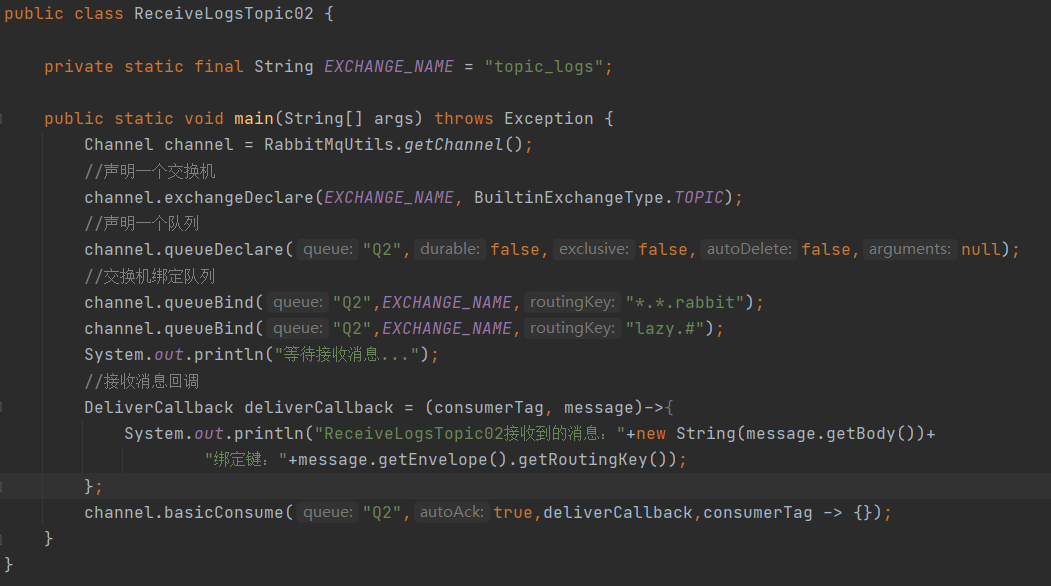 public class ReceiveLogsTopic02 {
private static final String EXCHANGE_NAME = "topic_logs";
public static void main(String[] args) throws Exception {
Channel channel = RabbitMqUtils.getChannel();
//声明一个交换机
channel.exchangeDeclare(EXCHANGE_NAME, BuiltinExchangeType.TOPIC);
//声明一个队列
channel.queueDeclare( queue: "Q2", durable: false, exclusive: false, autoDelete: false, arguments: null);
//交换机绑定队列
channel.queueBind( queue: "Q2",EXCHANGE_NAME, routingKey: "*.*.rabbit");
channel.queueBind( queue: "Q2",EXCHANGE_NAME, routingKey: "lazy.#");
System.out.println("等待接收消息...");
//接收消息回调
DeliverCallback deliverCallback = (consumerTag, message)->{
System.out.println("ReceiveLogsTopic02接收到的消息："+new String(message.getBody())+
"绑定键："+message.getEnvelope().getRoutingKey());
};
channel.basicConsume( queue: "Q2", autoAck: true,deliverCallback,consumerTag -> {});
}
}